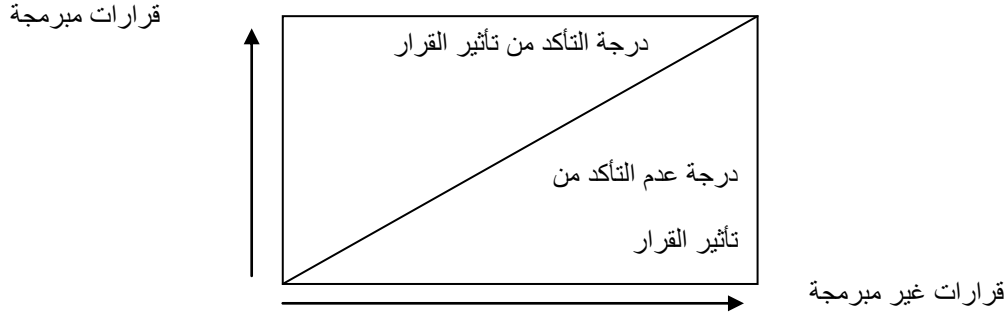 قرارات مبرمجة
درجة التأكد من تأثير القرار
درجة عدم التأكد من
تأثير القرار
قرارات غير مبرمجة